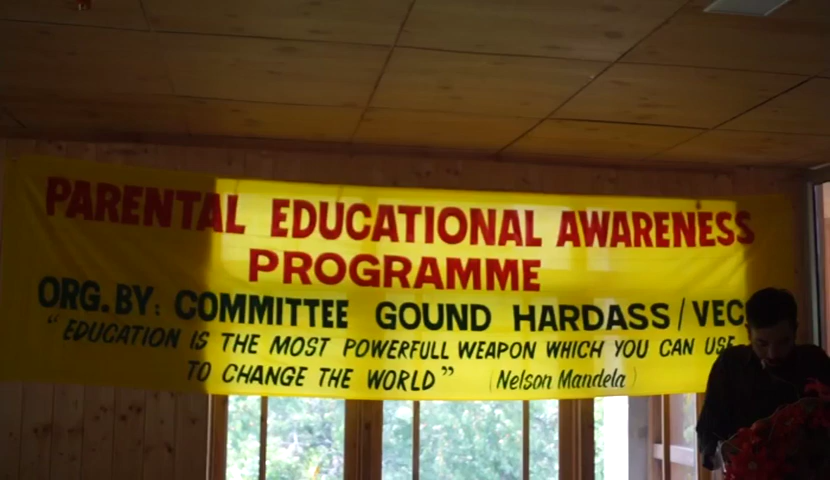 PARENTAL EDUCATIONAL AWARENESS
PROGRAMME
ORG. BY: COMMITTEE GOUND HARDASS / VEC
“EDUCATION IS THE MOST POWERFULL WEAPON WHICH YOU CAN USE
TO CHANGE THE WORLD” (Nelson Mandela)